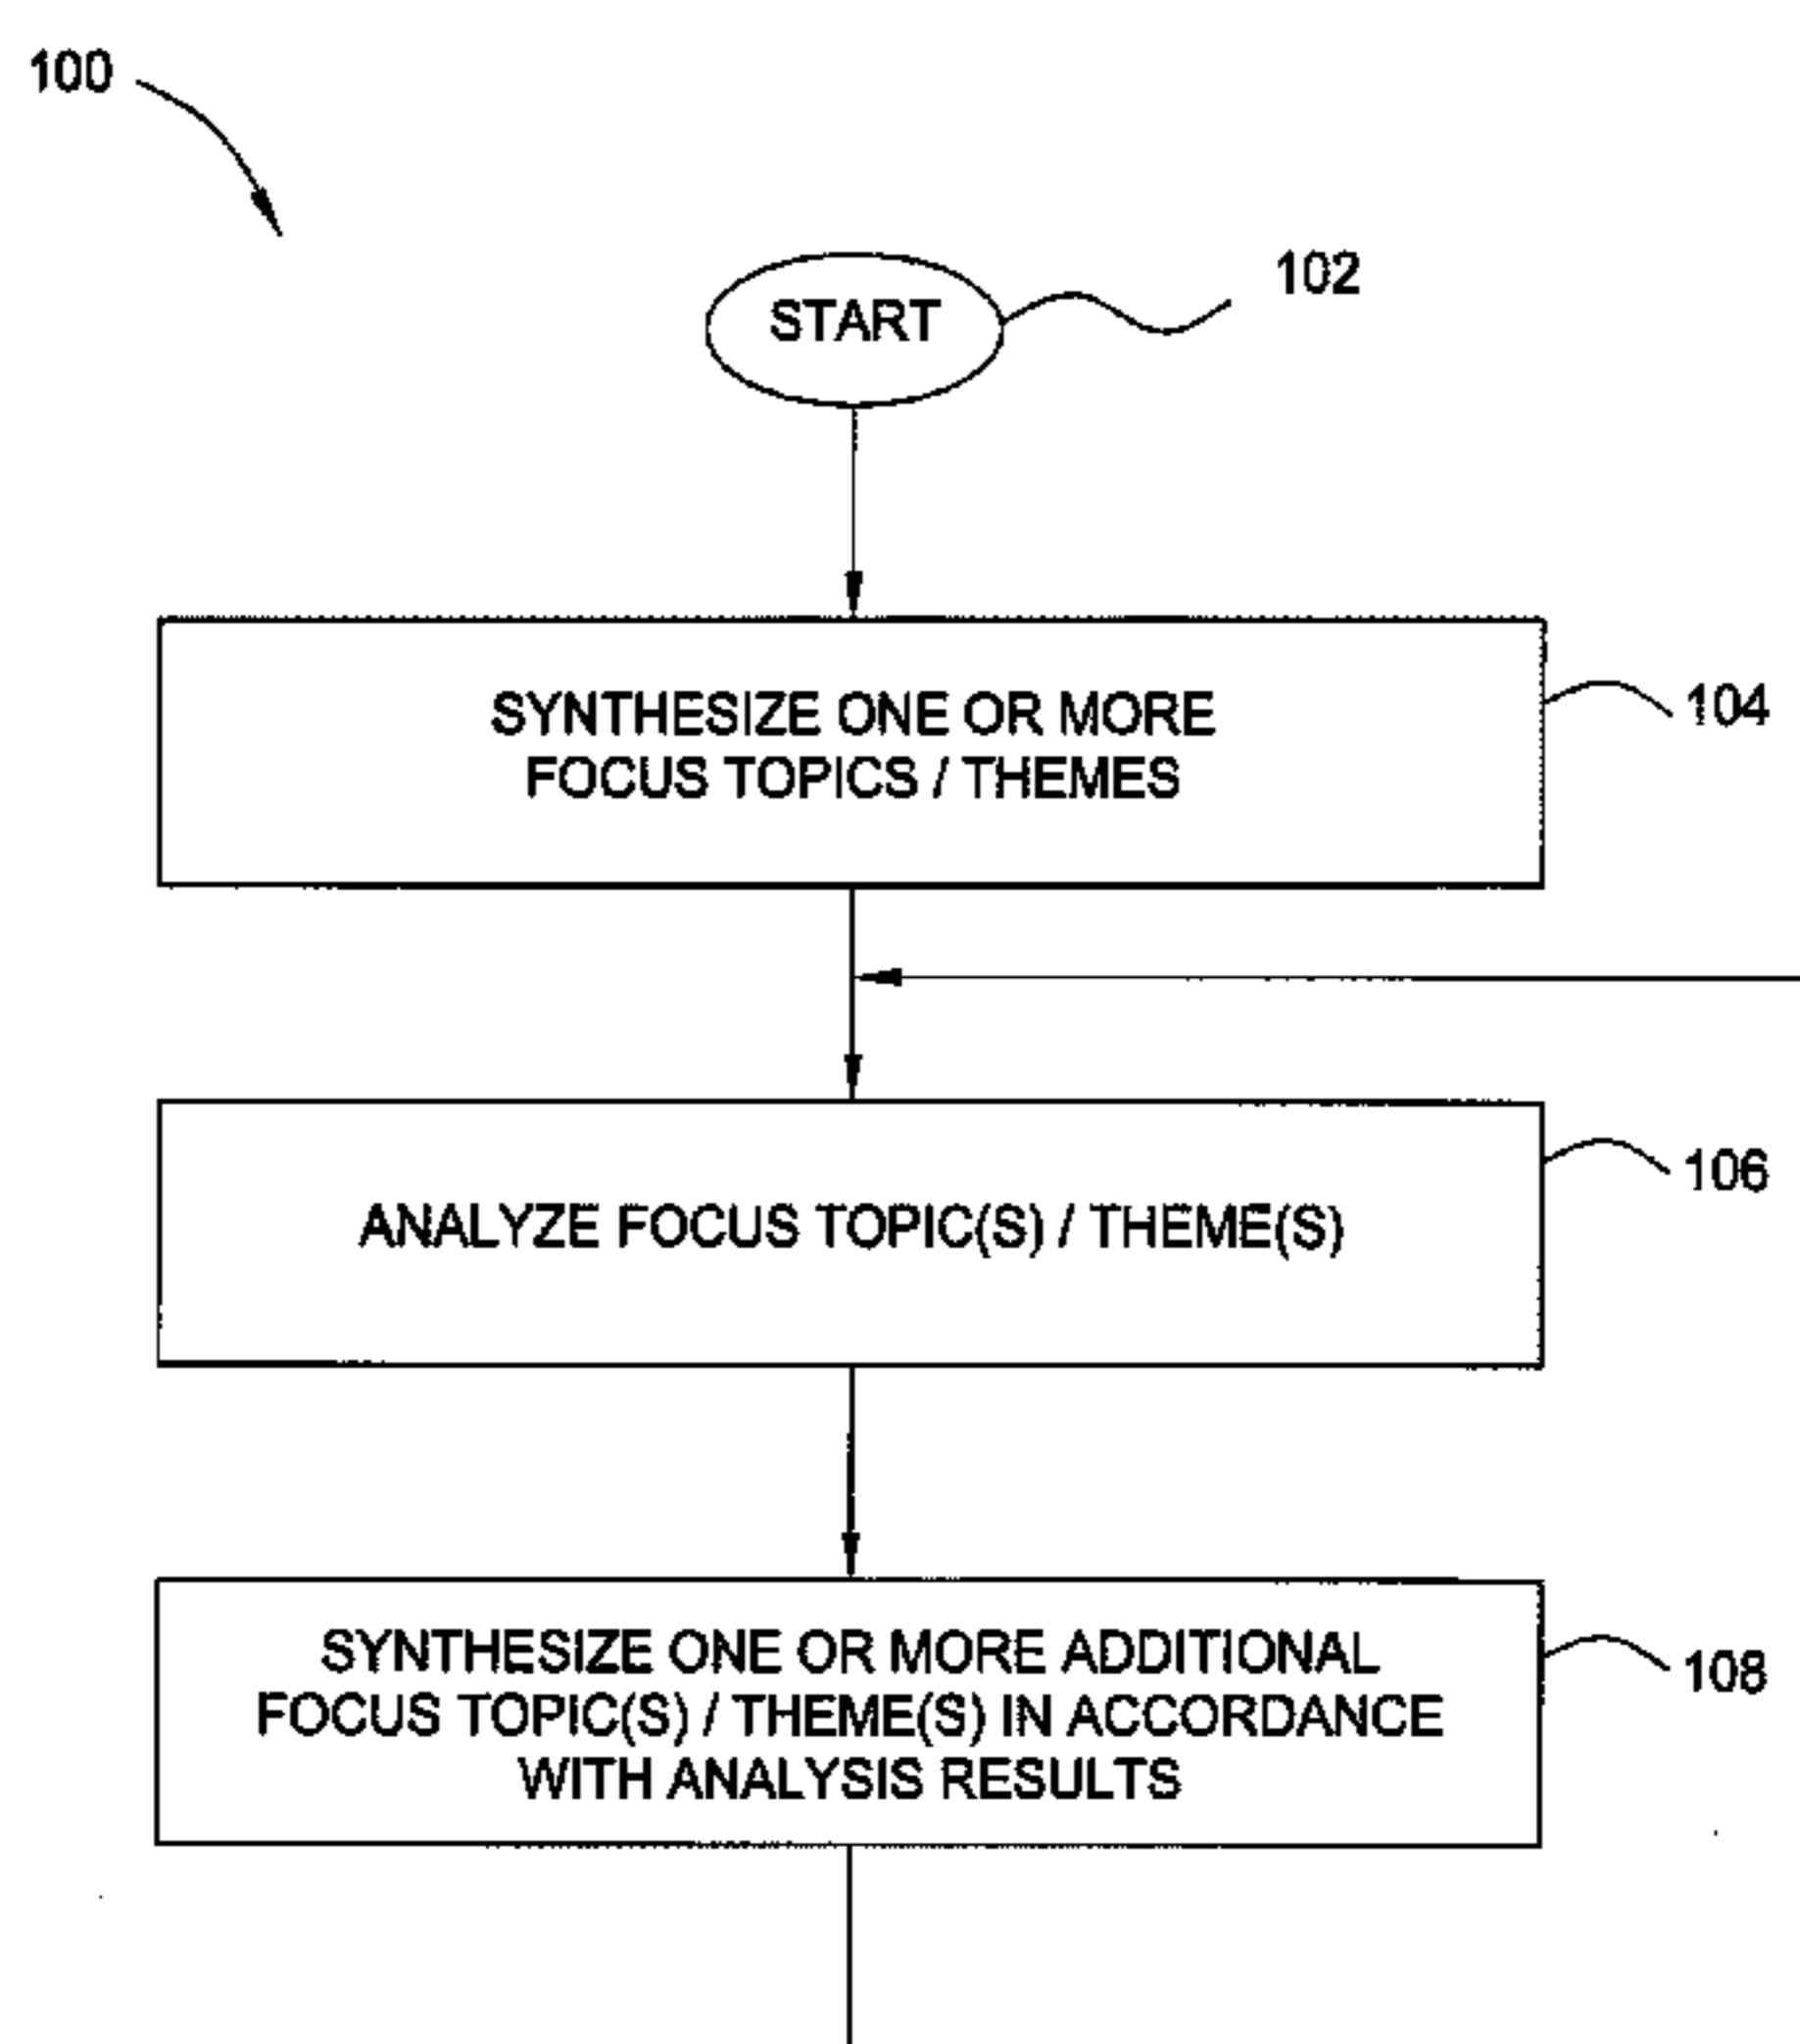 100
START
102
SYNTHESIZE ONE OR MORE
FOCUS TOPICS / THEMES
104
ANALYZE FOCUS TOPIC(S) / THEME(S)
106
SYNTHESIZE ONE OR MORE ADDITIONAL
FOCUS TOPIC(S) / THEME(S) IN ACCORDANCE
WITH ANALYSIS RESULTS
108